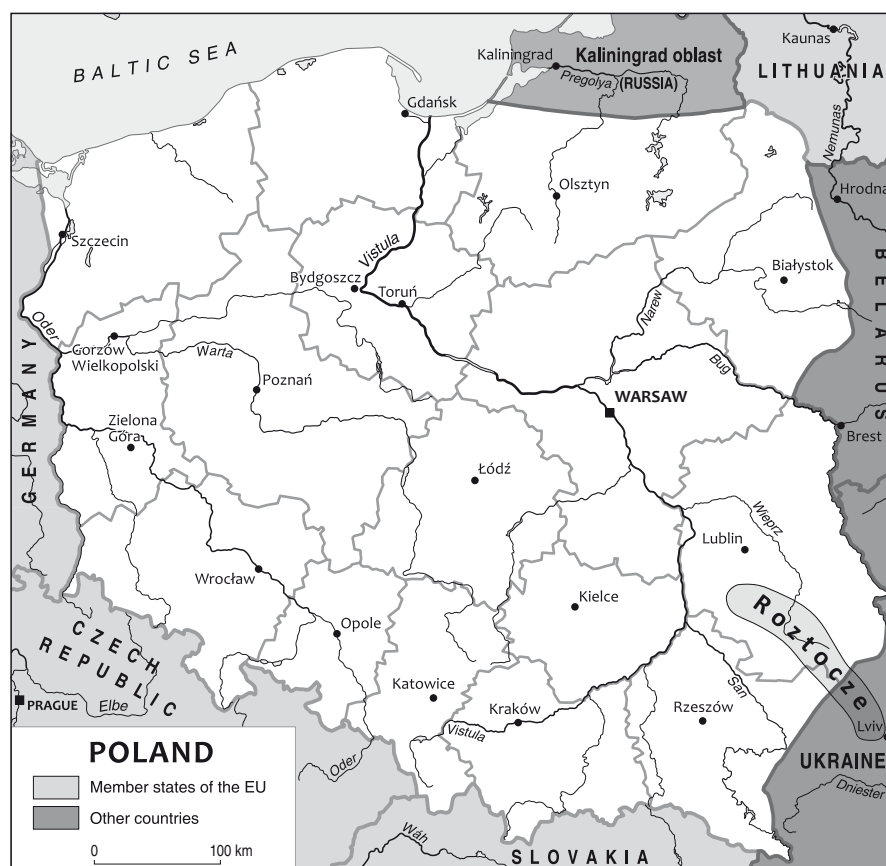 BALTIC SEA
Kaliningrad
Kaliningrad oblast
(RUSSIA)
Pregolya
Kaunas
LITHUANIA
Nemunas
Hrodna
Gdańsk
Olsztyn
Szczecin
Vistula
Bydgoszcz
Toruń
Białystok
BELARUS
Narew
Oder
Gorzów
Wielkopolski
Warta
Poznań
Bug
WARSAW
Brest
GERMANY
Zielona
Góra
Łódź
Wieprz
Lublin
Wrocław
Kielce
Roztocze
Opole
CZECH
REPUBLIC
PRAGUE
Elbe
Katowice
Kraków
Vistula
Rzeszów
San
Lviv
UKRAINE
Dniester
Oder
Váh
SLOVAKIA
POLAND
Member states of the EU
Other countries
0 100 km